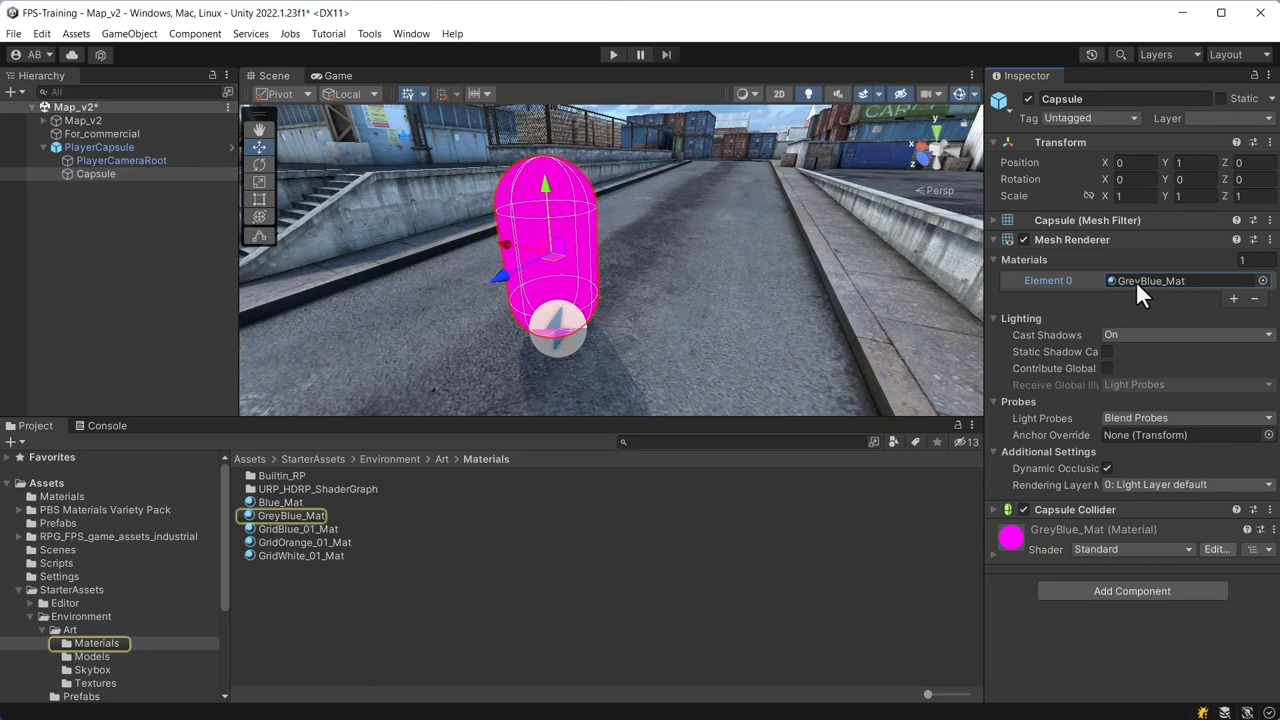 FPS-Training - Map_v2 - Windows, Mac, Linux - Unity 2022.1.23f1* <DX11>
File Edit Assets GameObject Component Services Jobs Tutorial Tools Window Help
AB
Layers
Layout
Hierarchy
All
Map_v2*
Map_v2
For_commercial
PlayerCapsule
PlayerCameraRoot
Capsule
Scene
Game
Pivot
Local
2D
y
x
z
Persp
Inspector
Capsule
Static
Tag Untagged
Layer
Transform
Position X 0 Y 1 Z 0
Rotation X 0 Y 0 Z 0
Scale X 1 Y 1 Z 1
Capsule (Mesh Filter)
Mesh Renderer
Materials 1
Element 0 GreyBlue_Mat
Lighting
Cast Shadows On
Static Shadow Ca
Contribute Global
Receive Global Illu Light Probes
Probes
Light Probes Blend Probes
Anchor Override None (Transform)
Additional Settings
Dynamic Occlusic
Rendering Layer M 0: Light Layer default
Capsule Collider
GreyBlue_Mat (Material)
Shader Standard Edit...
Add Component
Project
Console
13
Favorites
Assets
Materials
PBS Materials Variety Pack
Prefabs
RPG_FPS_game_assets_industrial
Scenes
Scripts
Settings
StarterAssets
Editor
Environment
Art
Materials
Models
Skybox
Textures
Prefabs
Assets > StarterAssets > Environment > Art > Materials
Builtin_RP
URP_HDRP_ShaderGraph
Blue_Mat
GreyBlue_Mat
GridBlue_01_Mat
GridOrange_01_Mat
GridWhite_01_Mat